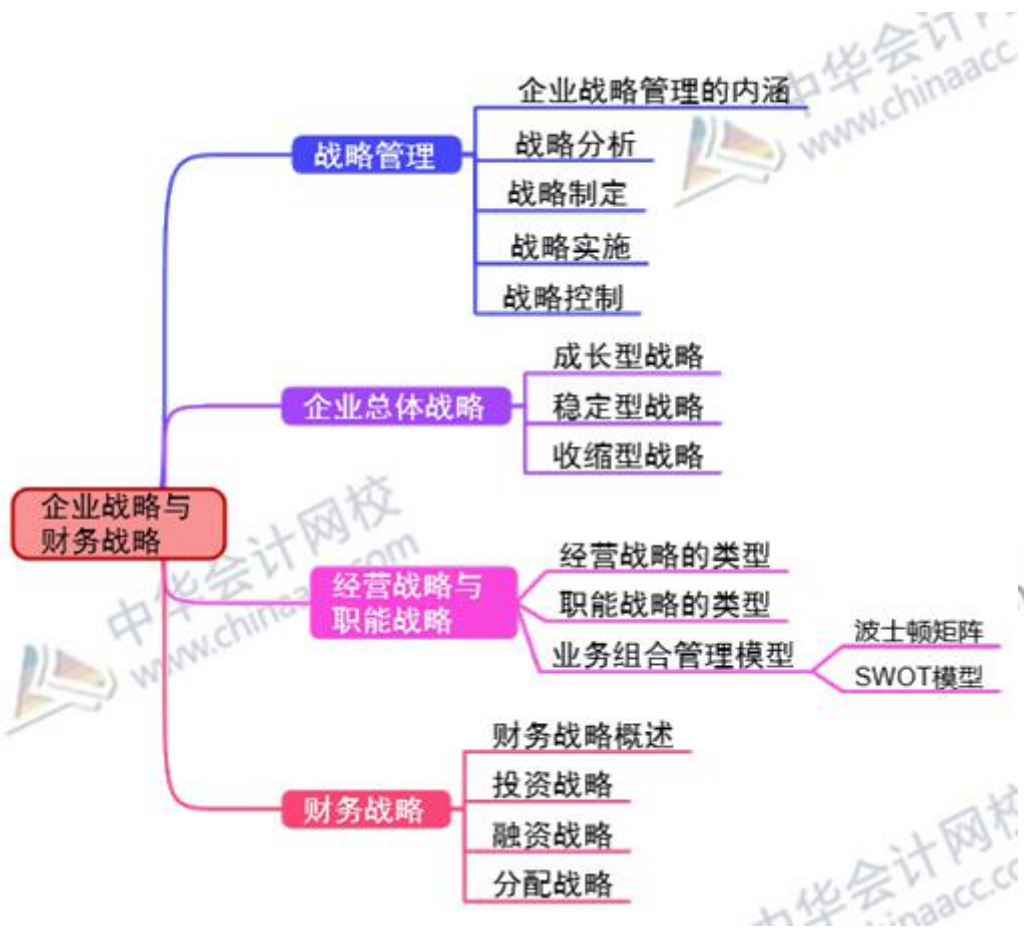 中华会计网
www.chinaacc
企业战略管理的内涵
战略管理
战略分析
战略制定
战略实施
战略控制
成长型战略
企业总体战略
稳定型战略
收缩型战略
企业战略与
财务战略
中华会计网校
www.chinaacc.com
经营战略与
职能战略
经营战略的类型
职能战略的类型
业务组合管理模型
波士顿矩阵
SWOT模型
财务战略概述
财务战略
投资战略
融资战略
分配战略
中华会计网校